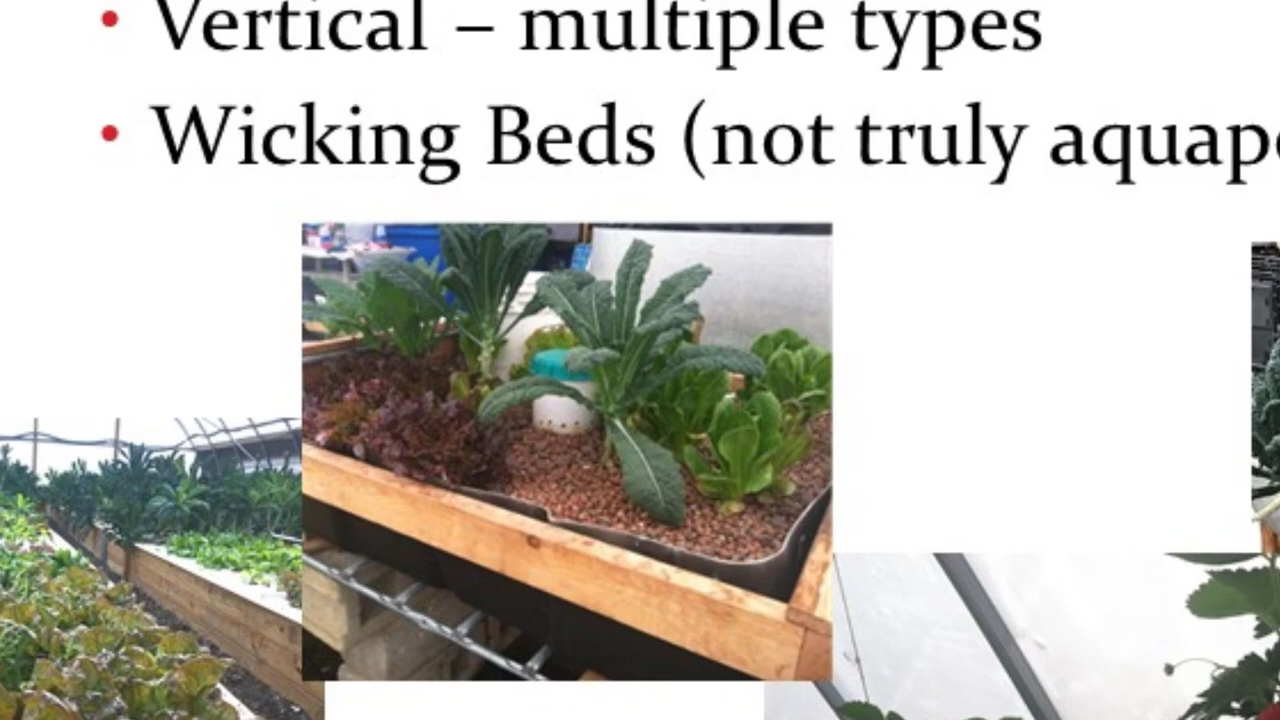 • Vertical – multiple types
• Wicking Beds (not truly